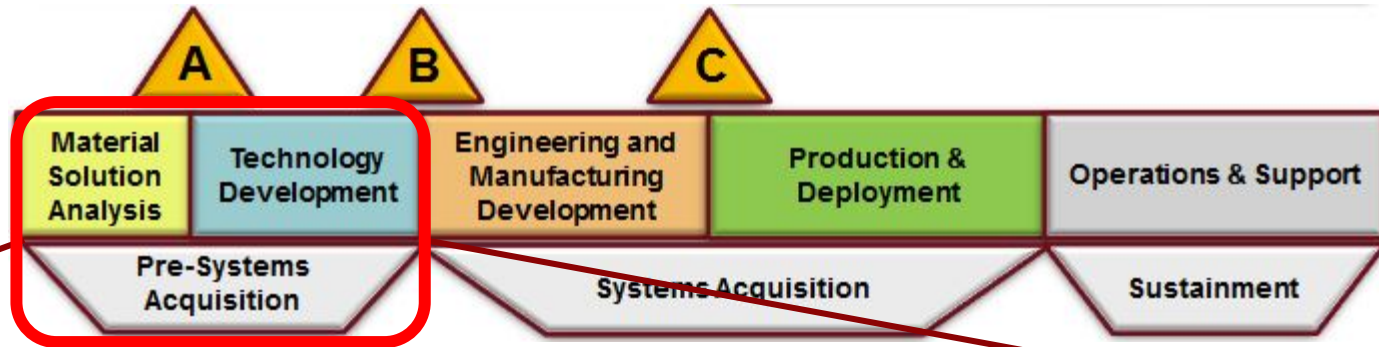 A
B
C
Material
Solution
Analysis
Technology
Development
Engineering and
Manufacturing
Development
Production &
Deployment
Operations & Support
Pre-Systems
Acquisition
Systems Acquisition
Sustainment